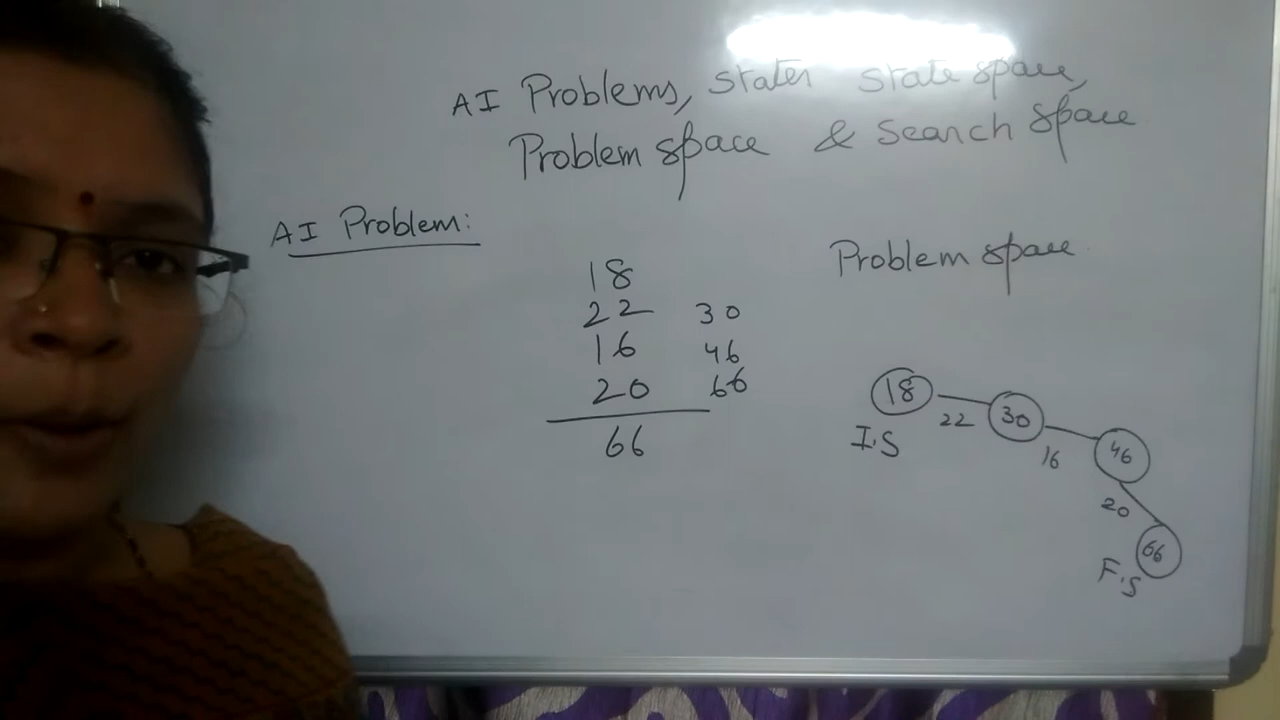 AI Problems, states state space,
Problem space & search space
AI Problem:
18
22 30
16 46
20 66
66
Problem space
18
22
30
16
46
20
66
I.S
F.S